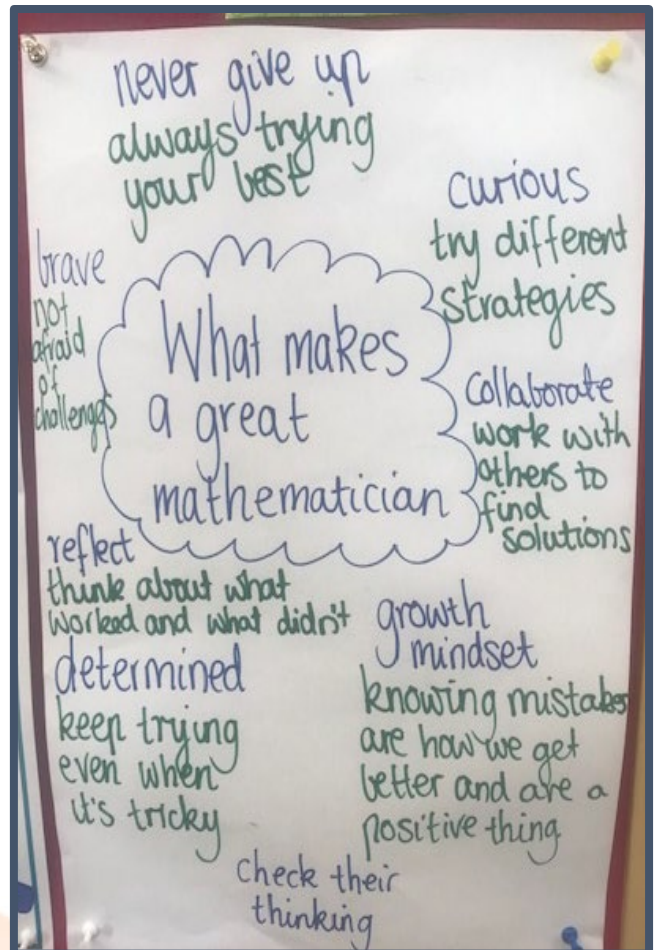 never give up
always trying
your best
curious
try different
strategies
brave
not
afraid
of
challenges
What makes
a great
mathematician
collaborate
work with
others to
find
solutions
reflect
think about what
worked and what didn't
growth
mindset
knowing mistakes
are how we get
better and are a
positive thing
determined
keep trying
even when
it's tricky
check their
thinking